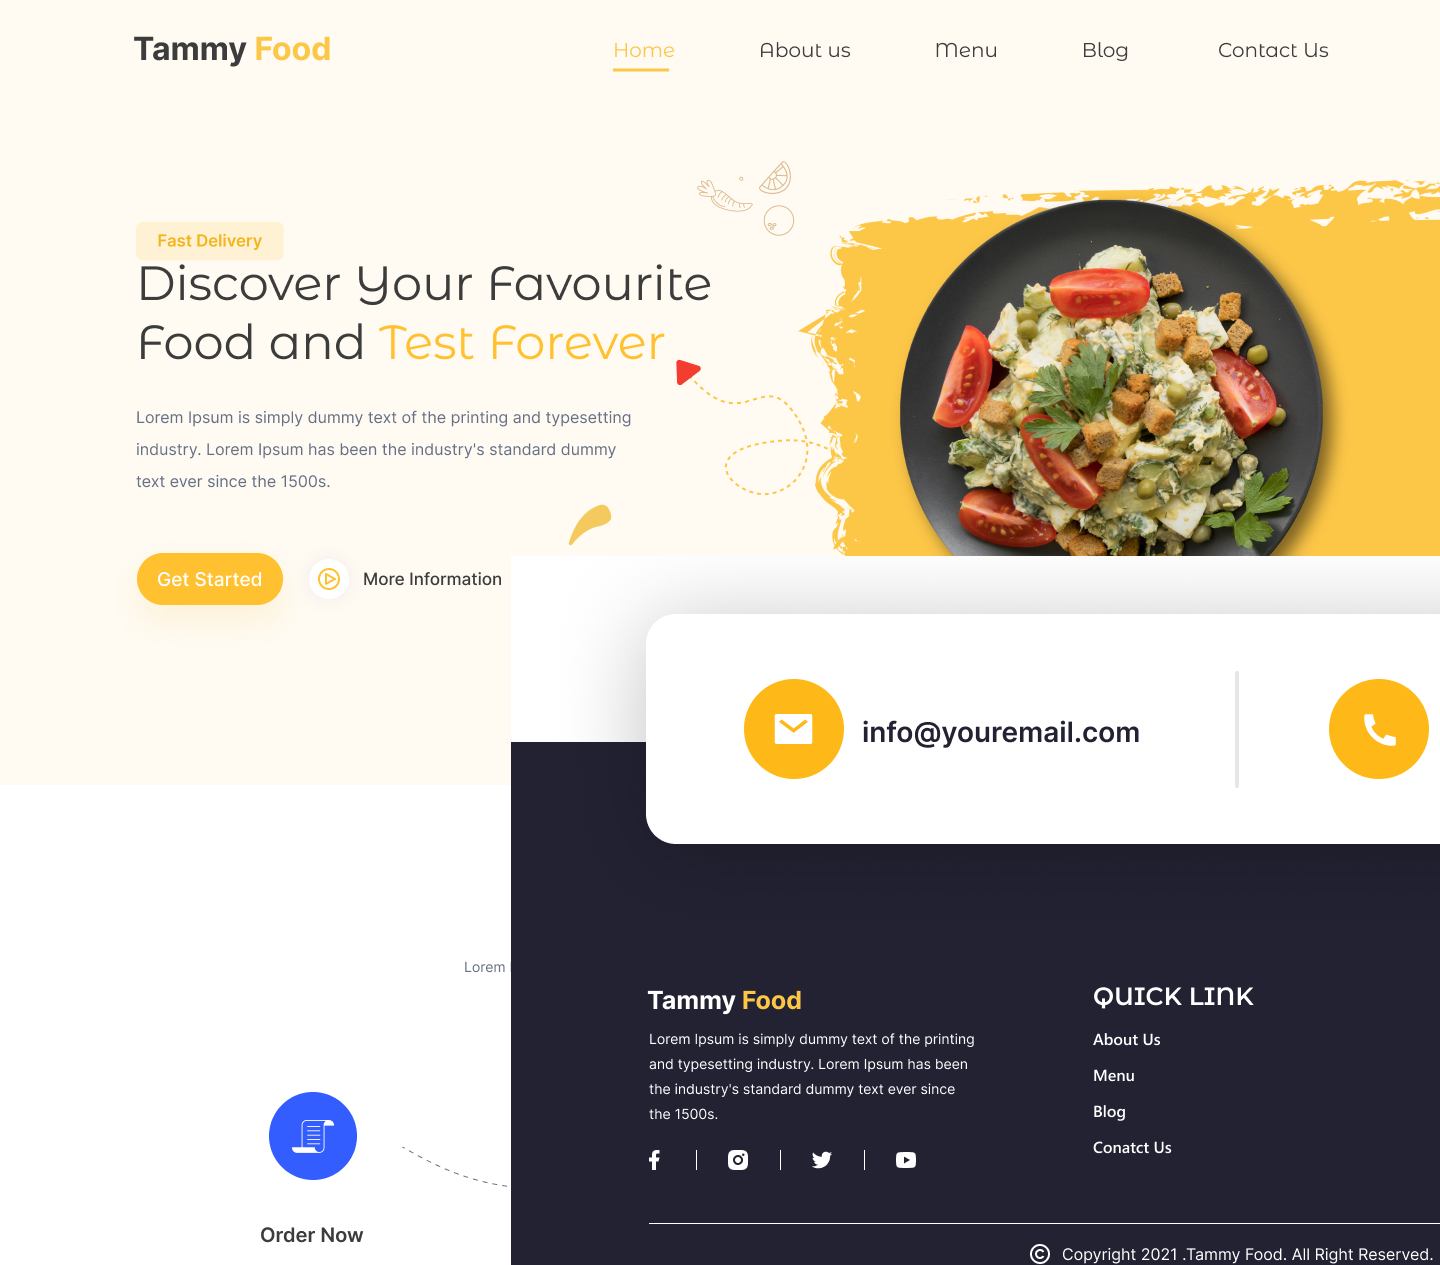 Tammy Food
Home
About us
Menu
Blog
Contact Us
Fast Delivery
Discover Your Favourite
Food and Test Forever
Lorem Ipsum is simply dummy text of the printing and typesetting
industry. Lorem Ipsum has been the industry's standard dummy
text ever since the 1500s.
Get Started
More Information
info@youremail.com
Lorem
Order Now
Tammy Food
Lorem Ipsum is simply dummy text of the printing
and typesetting industry. Lorem Ipsum has been
the industry's standard dummy text ever since
the 1500s.
QUICK LINK
About Us
Menu
Blog
Conatct Us
© Copyright 2021 .Tammy Food. All Right Reserved.